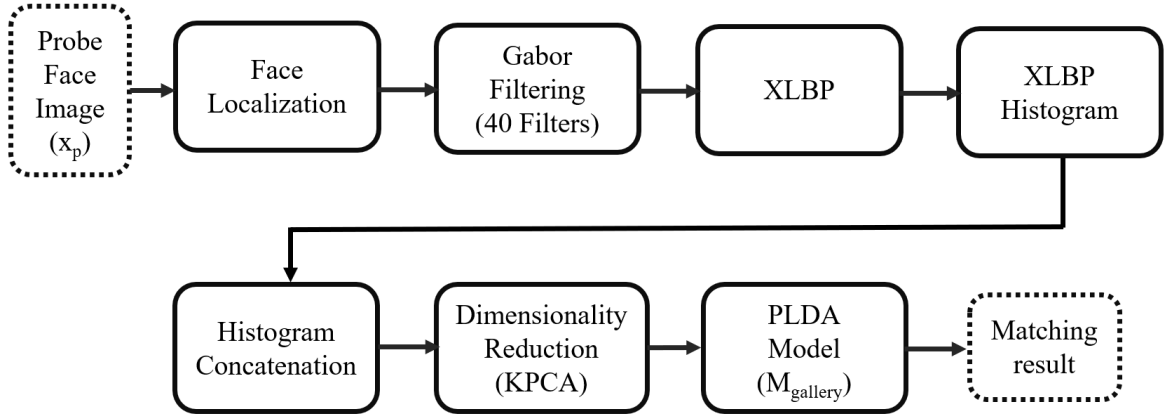 Probe
Face
Image
(xp)
Face
Localization
Gabor
Filtering
(40 Filters)
XLBP
XLBP
Histogram
Histogram
Concatenation
Dimensionality
Reduction
(KPCA)
PLDA
Model
(Mgallery)
Matching
result